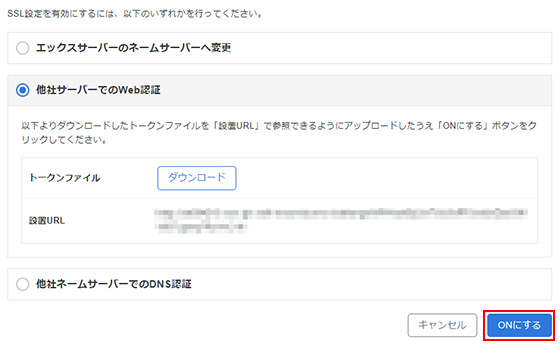 SSL設定を有効にするには、以下のいずれかを行ってください。
エックスサーバーのネームサーバーへ変更
他社サーバーでのWeb認証
以下よりダウンロードしたトークンファイルを「設置URL」で参照できるようにアップロードしたうえ「ONにする」ボタンをク
リックしてください。
トークンファイル
ダウンロード
設置URL
他社ネームサーバーでのDNS認証
キャンセル
ONにする